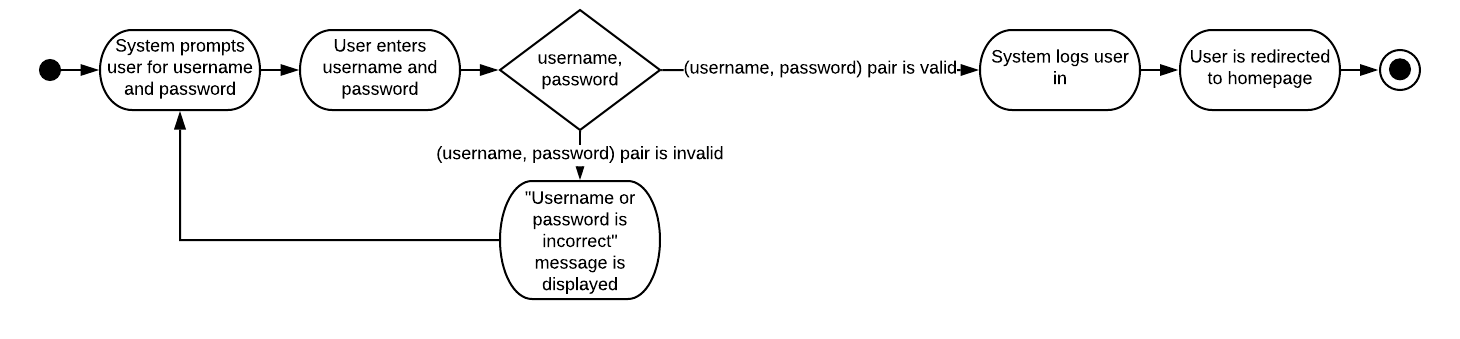 System prompts
user for username
and password
User enters
username and
password
username,
password
(username, password) pair is valid
System logs user
in
User is redirected
to homepage
(username, password) pair is invalid
"Username or
password is
incorrect"
message is
displayed